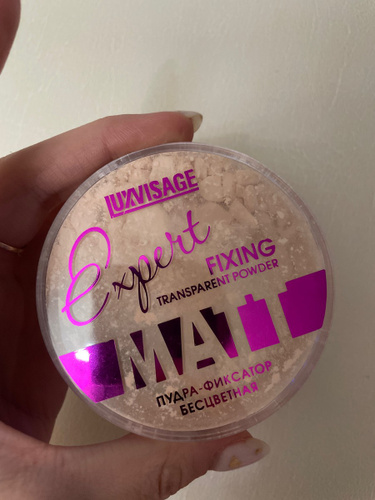 LUXVISAGE
Expert
FIXING
TRANSPARENT POWDER
MATT
ПУДРА-ФИКСАТОР
БЕСЦВЕТНАЯ